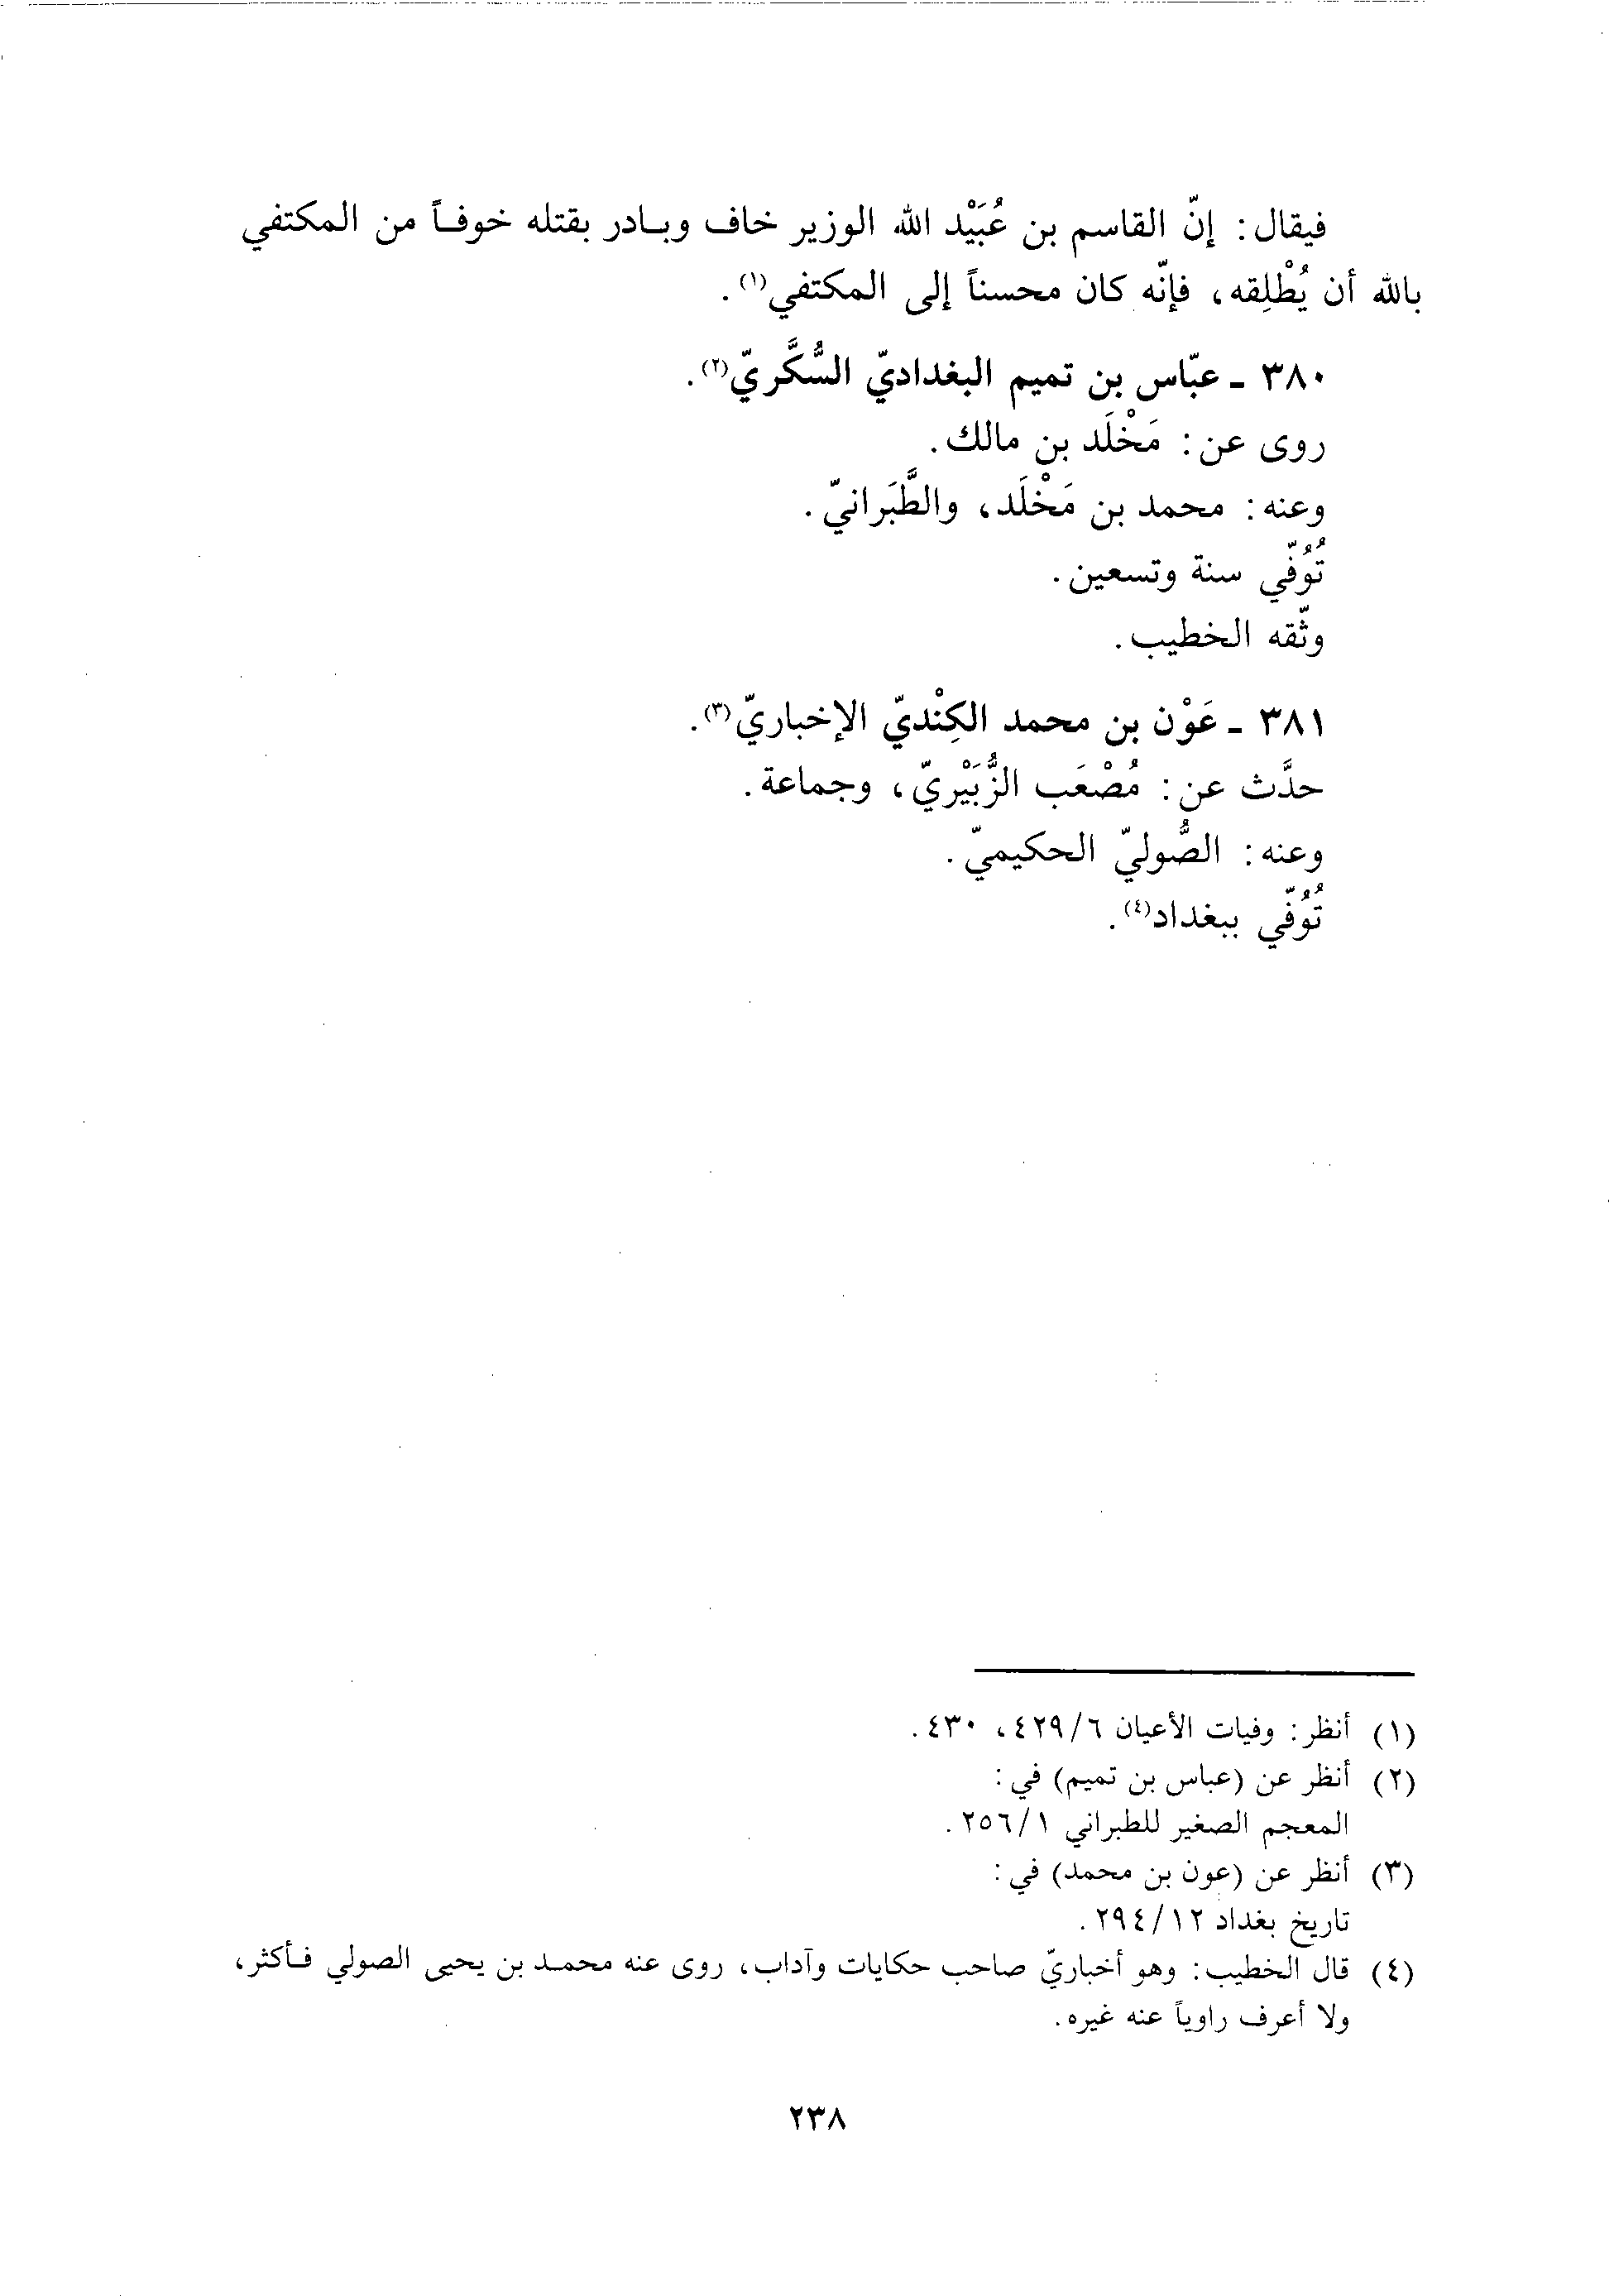 فيقال: إنّ القاسم بن عُبَيْد الله الوزير خاف وبادر بقتله خوفاً من المكتفي
بالله أن يُطْلِقه، فإنّه كان محسناً إلى المكتفي(١).
٣٨٠ - عبّاس بن تميم البغداديّ السُّكَّريّ(٢).
روى عن: مَخْلَد بن مالك.
وعنه: محمد بن مَخْلَد، والطَّبَرانيّ.
تُوُفّي سنة وتسعين.
وثّقه الخطيب.
٣٨١ - عَوْن بن محمد الكِنْديّ الإخباريّ(٣).
حدَّث عن: مُصْعَب الزُّبَيْريّ، وجماعة.
وعنه: الصُّوليّ الحكيميّ.
تُوُفّي ببغداد(٤).
(١) أنظر: وفيات الأعيان ٤٢٩/٦، ٤٣٠.
(٢) أنظر عن (عباس بن تميم) في:
المعجم الصغير للطبراني ٢٥٦/١.
(٣) أنظر عن (عون بن محمد) في:
تاريخ بغداد ٢٩٤/١٢.
(٤) قال الخطيب: وهو أخباريّ صاحب حكايات وآداب، روى عنه محمد بن يحيى الصولي فأكثر،
ولا أعرف راوياً عنه غيره.
٢٣٨